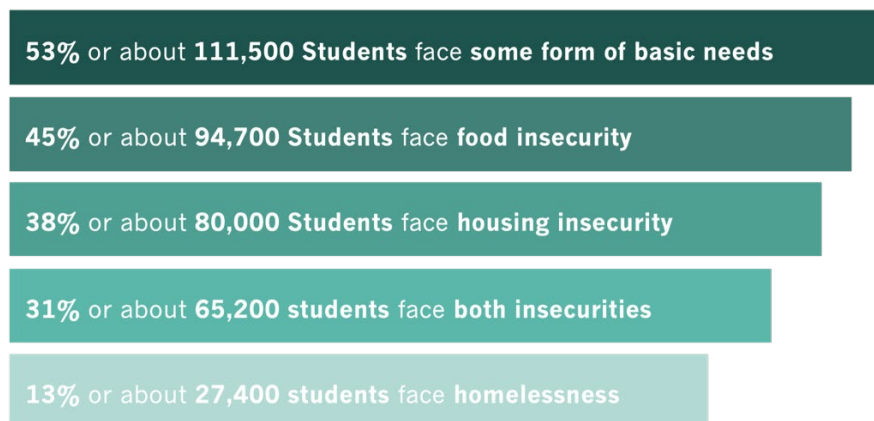 53% or about 111,500 Students face some form of basic needs
45% or about 94,700 Students face food insecurity
38% or about 80,000 Students face housing insecurity
31% or about 65,200 students face both insecurities
13% or about 27,400 students face homelessness